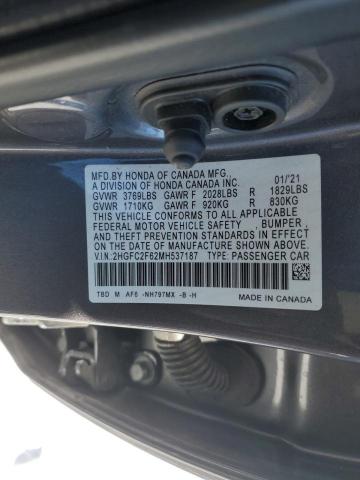 MFD.BY HONDA OF CANADA MFG., 01/'21
A DIVISION OF HONDA CANADA INC.
GVWR 3769LBS GAWR F 2028LBS R 1829LBS
GVWR 1710KG GAWR F 920KG R 830KG
THIS VEHICLE CONFORMS TO ALL APPLICABLE
FEDERAL MOTOR VEHICLE SAFETY, BUMPER,
AND THEFT PREVENTION STANDARDS IN EFFECT ON
THE DATE OF MANUFACTURE SHOWN ABOVE.
V.I.N:2HGFC2F62MH537187 TYPE: PASSENGER CAR
TBD M AF6 -NH797MX -B -H
MADE IN CANADA